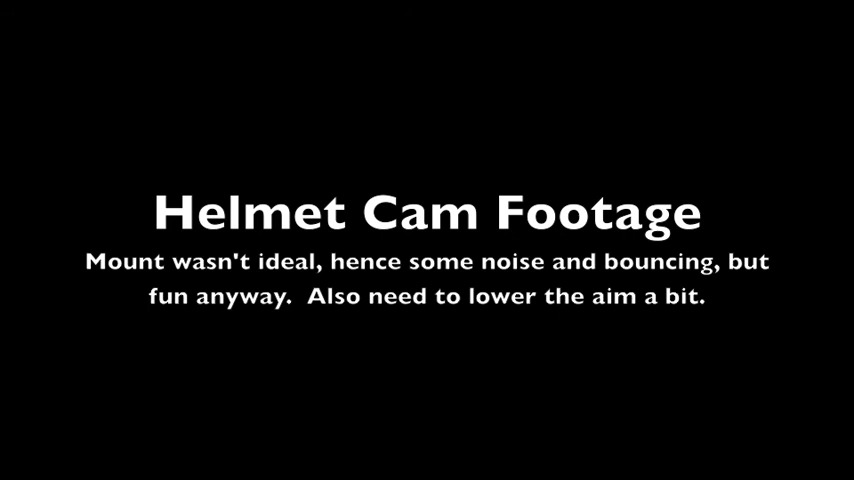 Helmet Cam Footage
Mount wasn't ideal, hence some noise and bouncing, but
fun anyway.  Also need to lower the aim a bit.